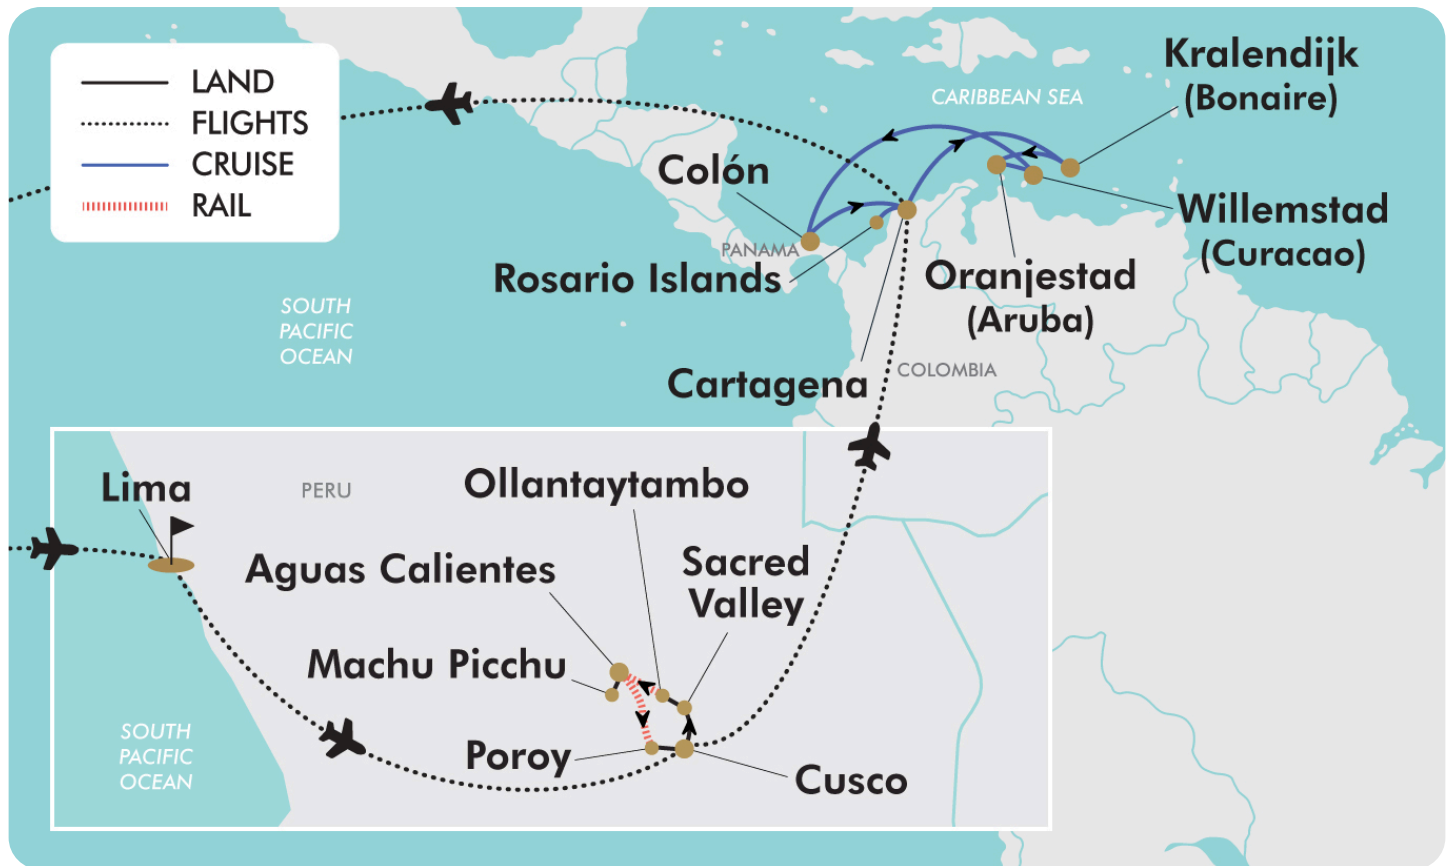 LAND
FLIGHTS
CRUISE
RAIL
Kralendijk
(Bonaire)
CARIBBEAN SEA
Colón
Willemstad
(Curacao)
PANAMA
Rosario Islands
Oranjestad
(Aruba)
SOUTH
PACIFIC
OCEAN
Cartagena
COLOMBIA
Lima
PERU
Ollantaytambo
Aguas Calientes
Sacred
Valley
Machu Picchu
SOUTH
PACIFIC
OCEAN
Poroy
Cusco